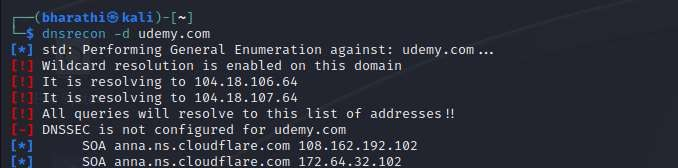 ┌──(bharathi㉿kali)-[~]
└─$ dnsrecon -d udemy.com
[*] std: Performing General Enumeration against: udemy.com...
[!] Wildcard resolution is enabled on this domain
[!] It is resolving to 104.18.106.64
[!] It is resolving to 104.18.107.64
[!] All queries will resolve to this list of addresses!!
[-] DNSSEC is not configured for udemy.com
[*] SOA anna.ns.cloudflare.com 108.162.192.102
[*] SOA anna.ns.cloudflare.com 172.64.32.102